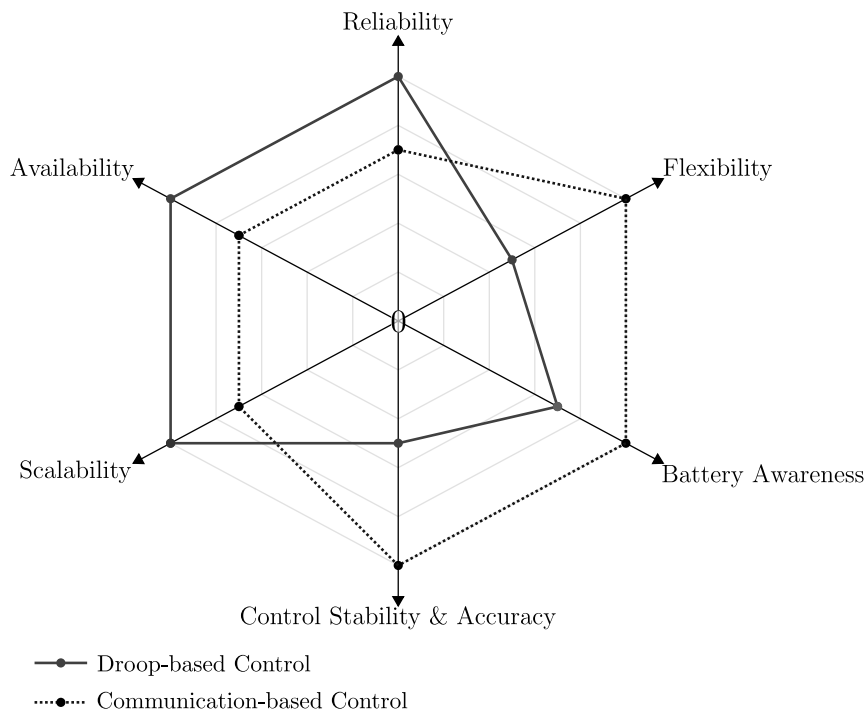 Reliability
Availability
Flexibility
0
Scalability
Battery Awareness
Control Stability & Accuracy
Droop-based Control
Communication-based Control